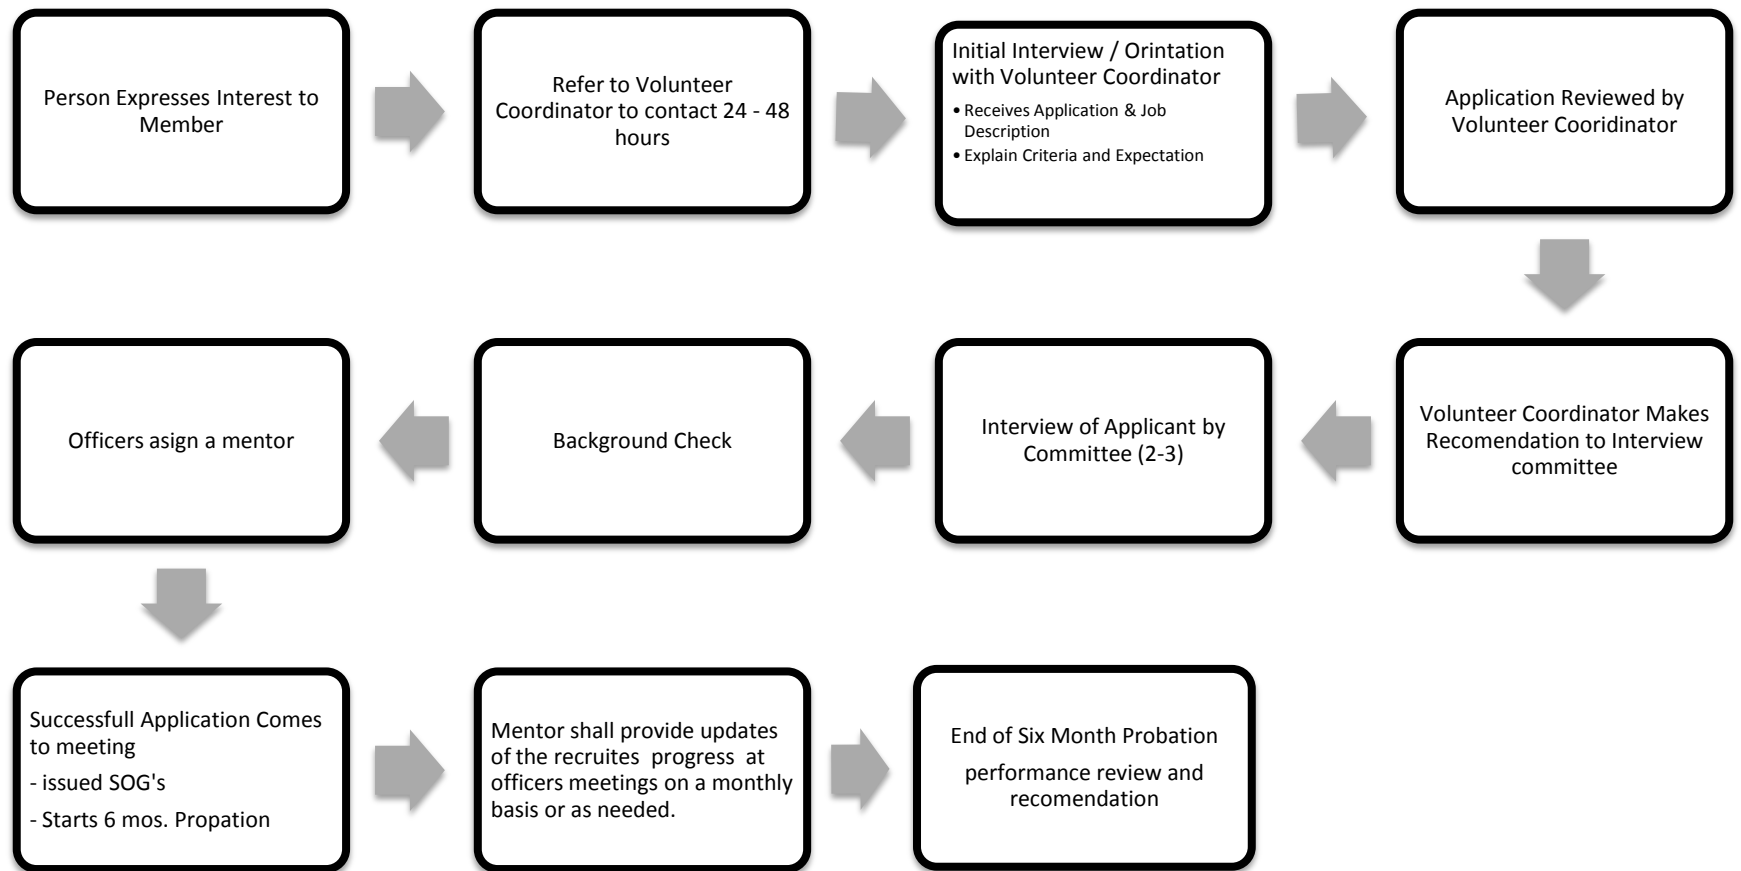 Person Expresses Interest to
Member
Refer to Volunteer
Coordinator to contact 24 - 48
hours
Initial Interview / Orintation
with Volunteer Coordinator
• Receives Application & Job
Description
• Explain Criteria and Expectation
Application Reviewed by
Volunteer Cooridinator
Volunteer Coordinator Makes
Recomendation to Interview
committee
Interview of Applicant by
Committee (2-3)
Background Check
Officers asign a mentor
Successfull Application Comes
to meeting
- issued SOG's
- Starts 6 mos. Propation
Mentor shall provide updates
of the recruites progress at
officers meetings on a monthly
basis or as needed.
End of Six Month Probation
performance review and
recomendation